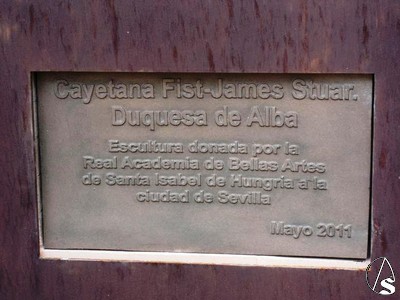 Cayetana Fist-James Stuar.
Duquesa de Alba
Escultura donada por la
Real Academia de Bellas Artes
de Santa Isabel de Hungria a la
ciudad de Sevilla
Mayo 2011